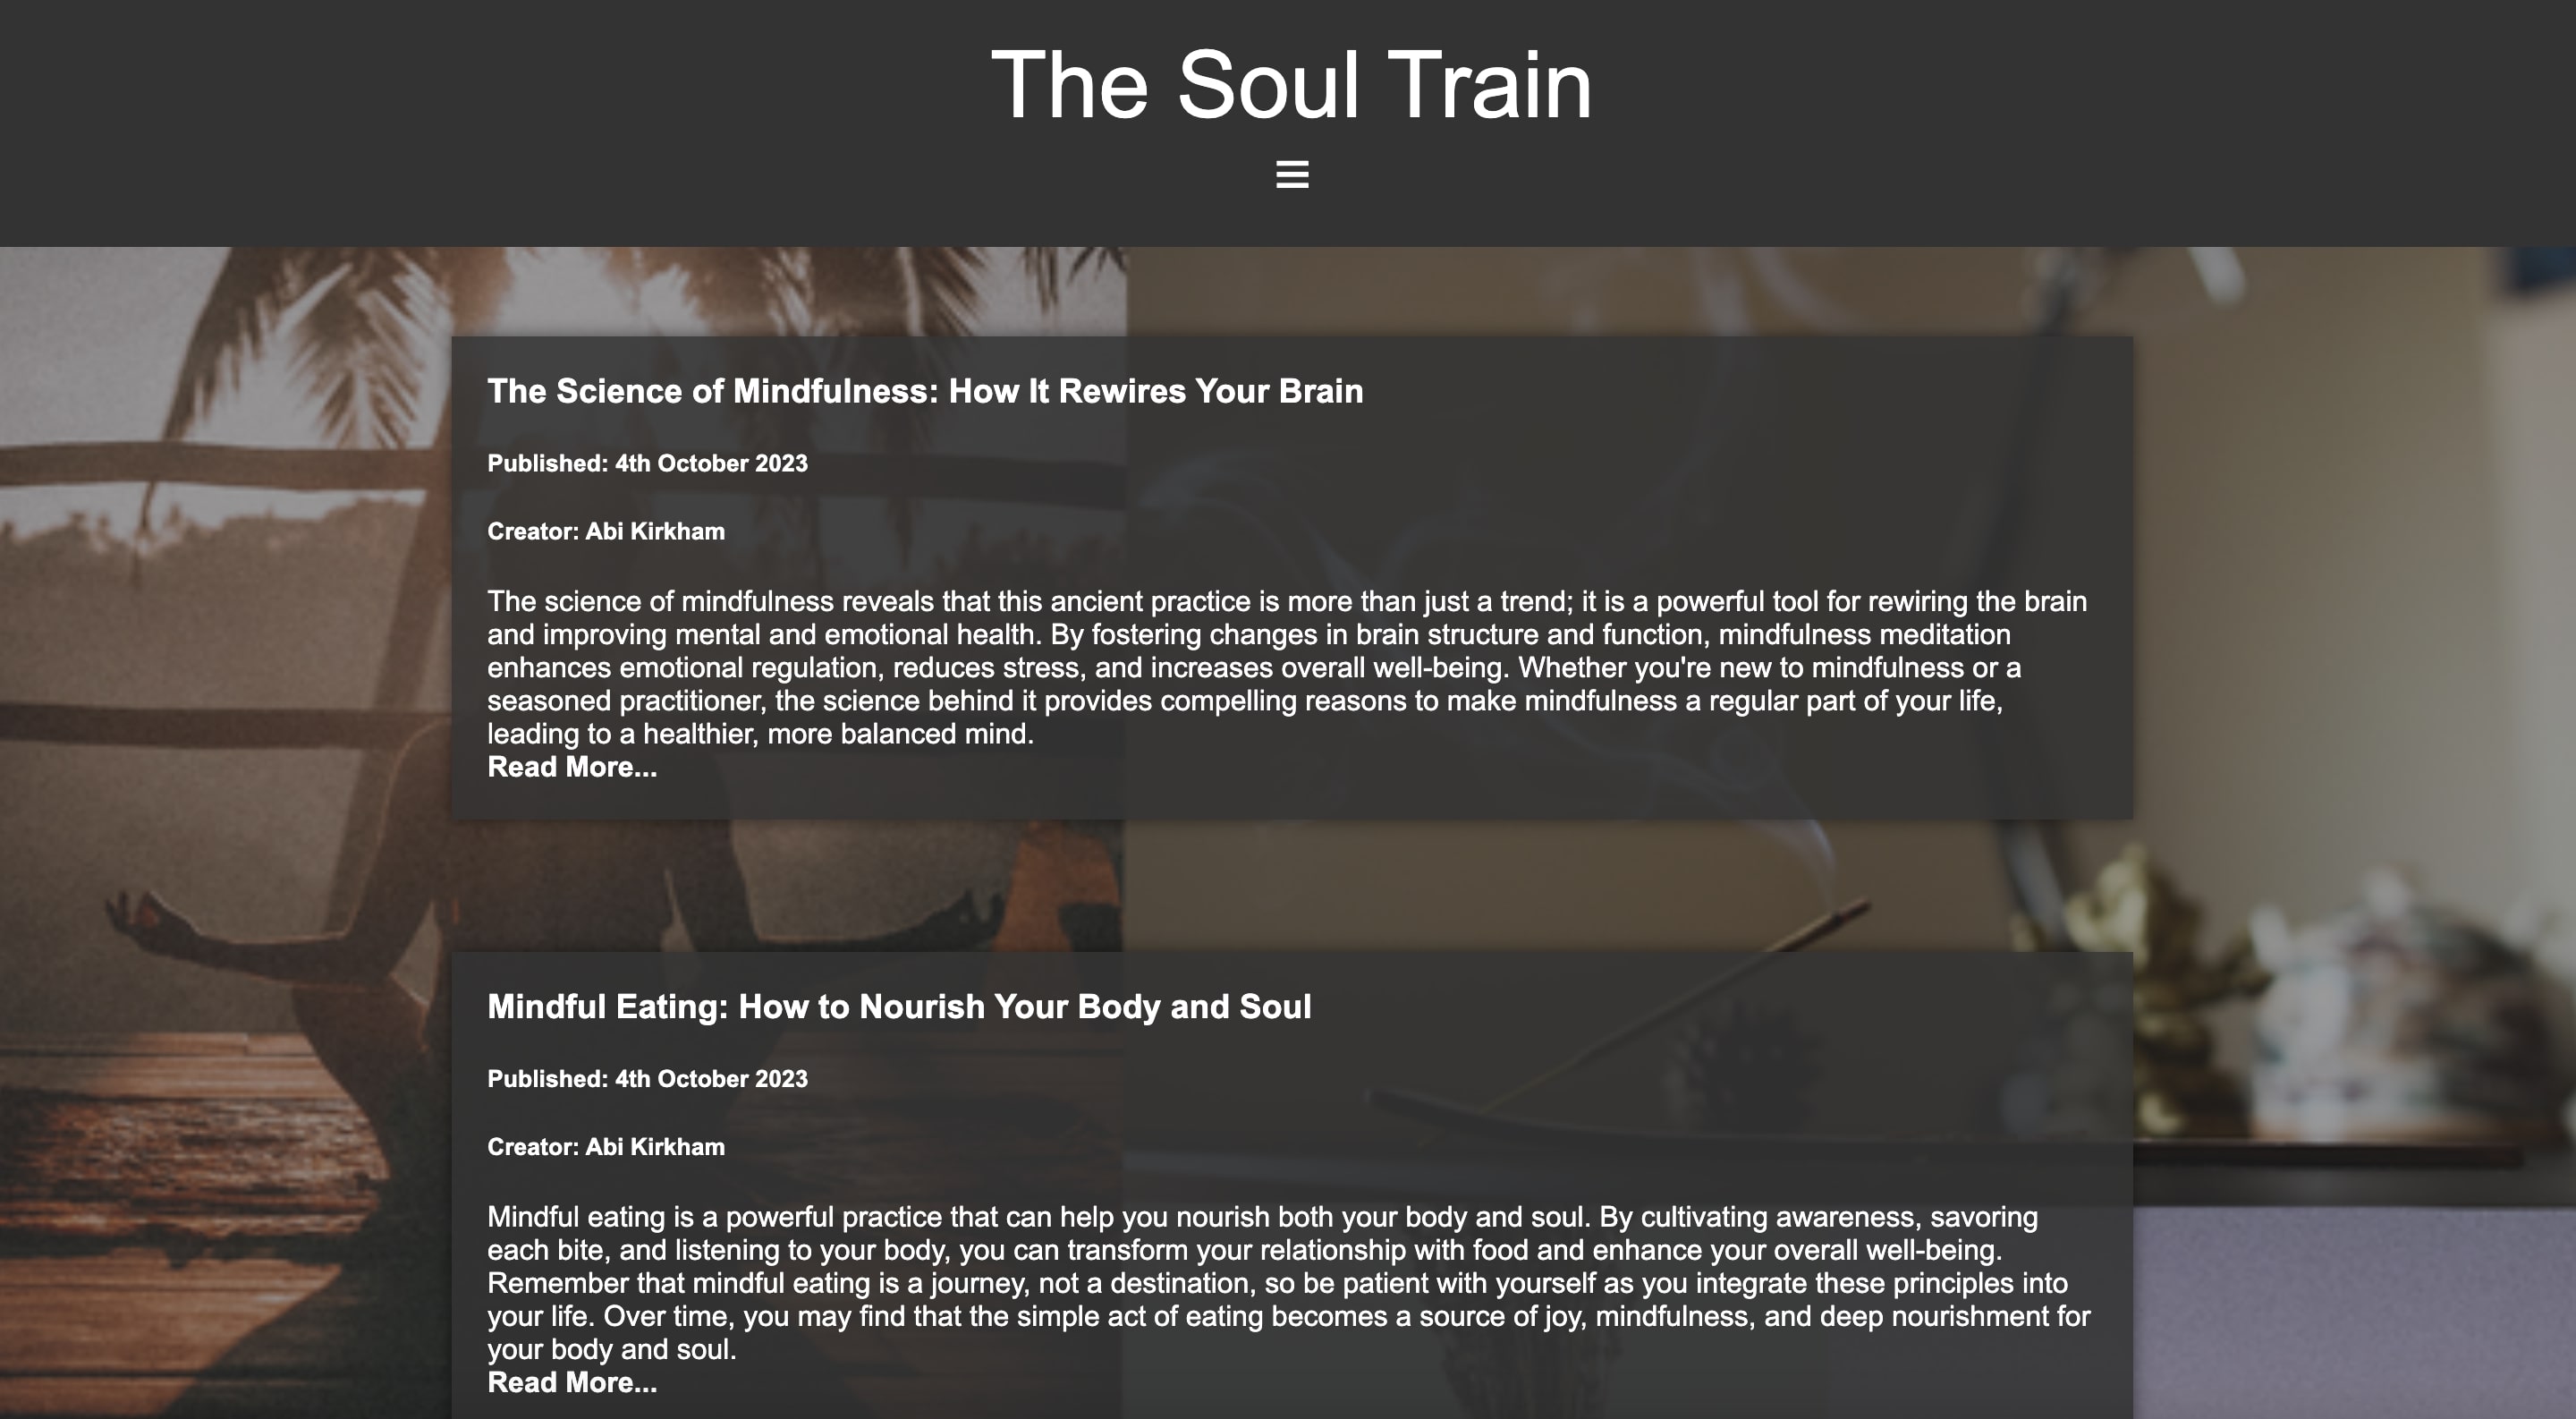 The Soul Train
The Science of Mindfulness: How It Rewires Your Brain
Published: 4th October 2023
Creator: Abi Kirkham
The science of mindfulness reveals that this ancient practice is more than just a trend; it is a powerful tool for rewiring the brain
and improving mental and emotional health. By fostering changes in brain structure and function, mindfulness meditation
enhances emotional regulation, reduces stress, and increases overall well-being. Whether you're new to mindfulness or a
seasoned practitioner, the science behind it provides compelling reasons to make mindfulness a regular part of your life,
leading to a healthier, more balanced mind.
Read More...
Mindful Eating: How to Nourish Your Body and Soul
Published: 4th October 2023
Creator: Abi Kirkham
Mindful eating is a powerful practice that can help you nourish both your body and soul. By cultivating awareness, savoring
each bite, and listening to your body, you can transform your relationship with food and enhance your overall well-being.
Remember that mindful eating is a journey, not a destination, so be patient with yourself as you integrate these principles into
your life. Over time, you may find that the simple act of eating becomes a source of joy, mindfulness, and deep nourishment for
your body and soul.
Read More...